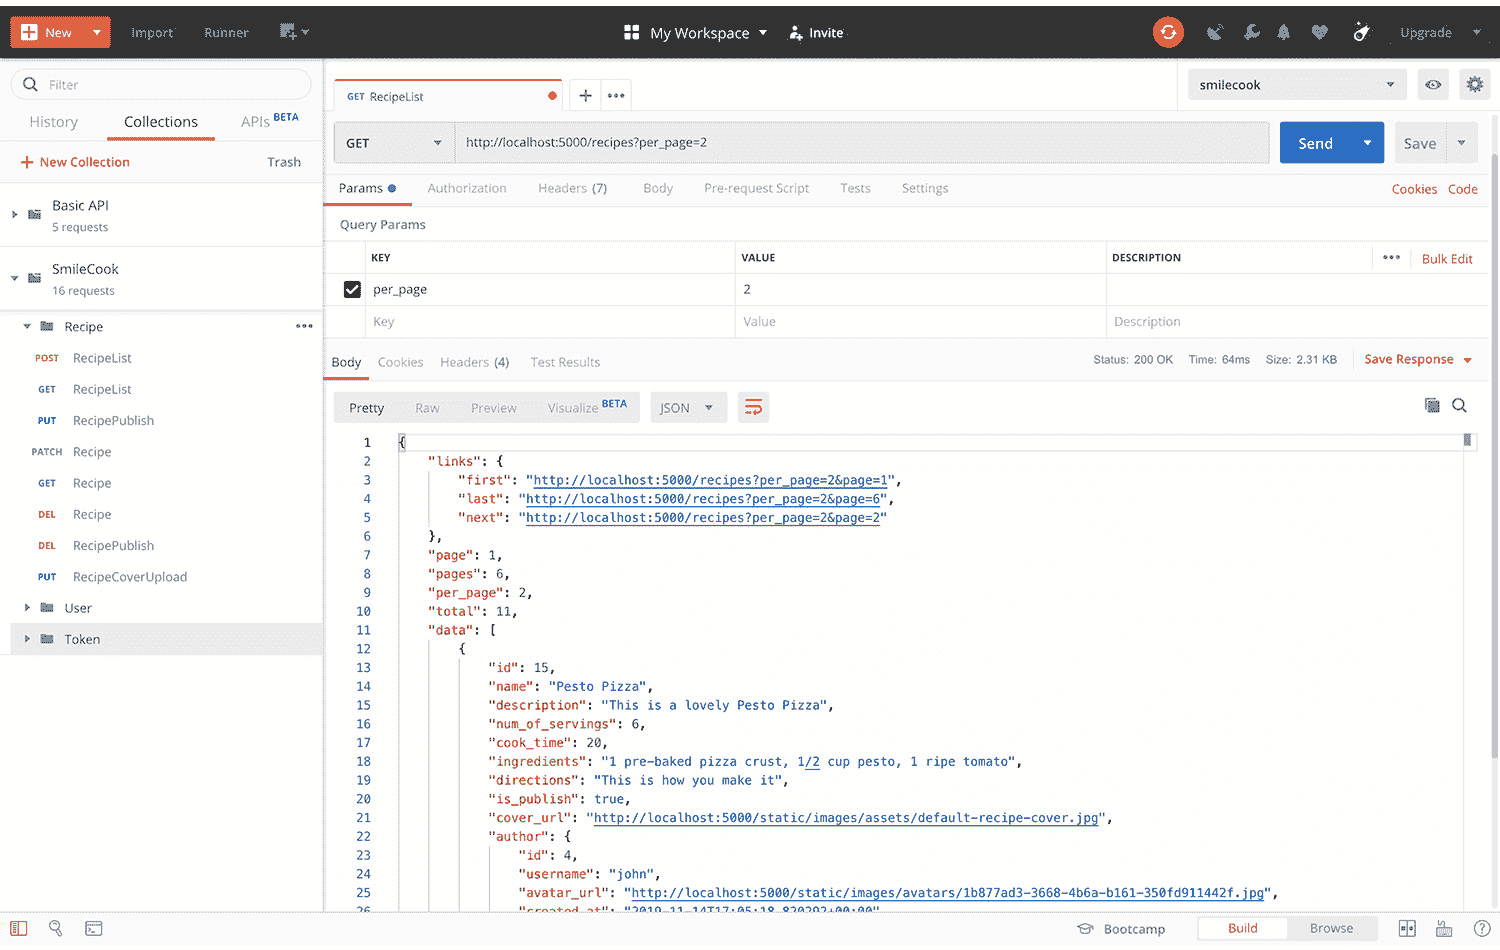 New Import Runner My Workspace Invite Upgrade
Filter
History Collections APIs BETA
New Collection Trash
Basic API
5 requests
SmileCook
16 requests
Recipe
POST RecipeList
GET RecipeList
PUT RecipePublish
PATCH Recipe
GET Recipe
DEL Recipe
DEL RecipePublish
PUT RecipeCoverUpload
User
Token
GET RecipeList
smilecook
GET http://localhost:5000/recipes?per_page=2 Send Save
Params Authorization Headers (7) Body Pre-request Script Tests Settings Cookies Code
Query Params
KEY VALUE DESCRIPTION Bulk Edit
per_page 2
Key Value Description
Body Cookies Headers (4) Test Results Status: 200 OK Time: 64ms Size: 2.31 KB Save Response
Pretty Raw Preview Visualize BETA JSON
1 {
2 "links": {
3 "first": "http://localhost:5000/recipes?per_page=2&page=1",
4 "last": "http://localhost:5000/recipes?per_page=2&page=6",
5 "next": "http://localhost:5000/recipes?per_page=2&page=2"
6 },
7 "page": 1,
8 "pages": 6,
9 "per_page": 2,
10 "total": 11,
11 "data": [
12 {
13 "id": 15,
14 "name": "Pesto Pizza",
15 "description": "This is a lovely Pesto Pizza",
16 "num_of_servings": 6,
17 "cook_time": 20,
18 "ingredients": "1 pre-baked pizza crust, 1/2 cup pesto, 1 ripe tomato",
19 "directions": "This is how you make it",
20 "is_publish": true,
21 "cover_url": "http://localhost:5000/static/images/assets/default-recipe-cover.jpg",
22 "author": {
23 "id": 4,
24 "username": "john",
25 "avatar_url": "http://localhost:5000/static/images/avatars/1b877ad3-3668-4b6a-b161-350fd911442f.jpg",
26 "created_at": "2019-11-14T17:05:18.820292+00:00"
Bootcamp Build Browse